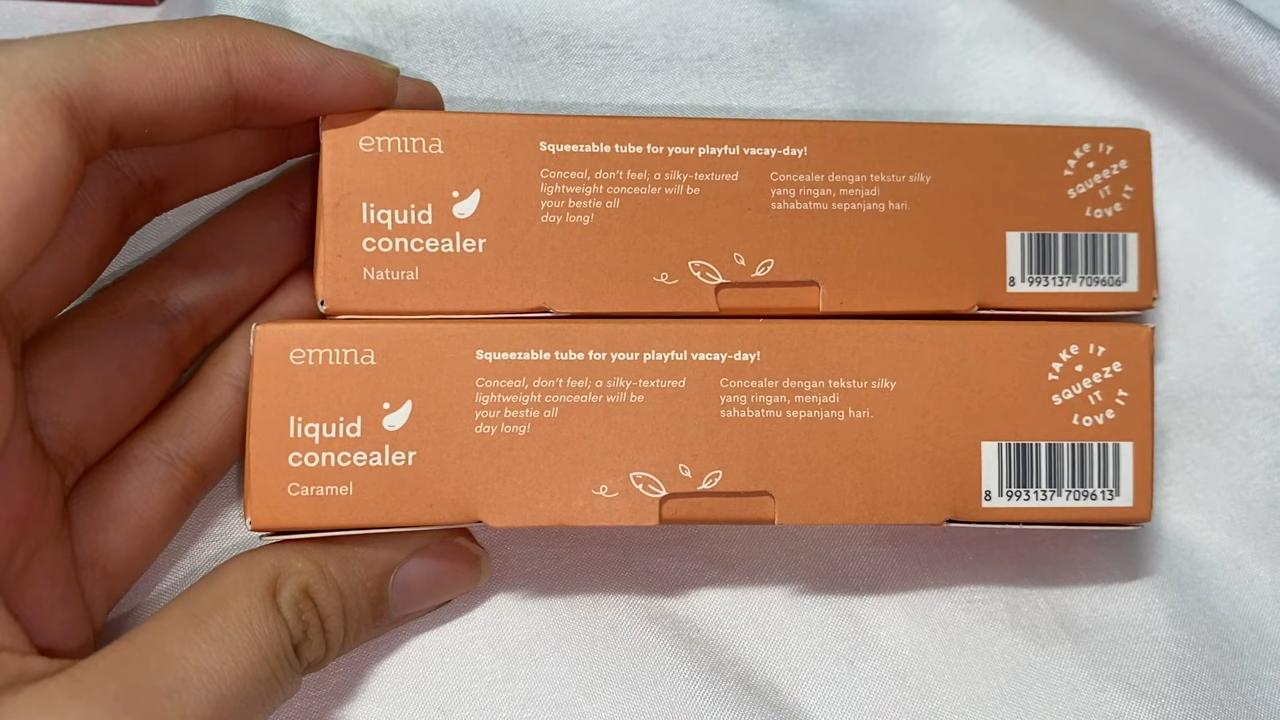 emina
liquid
concealer
Natural
Squeezable tube for your playful vacay-day!
Conceal, don't feel; a silky-textured
lightweight concealer will be
your bestie all
day long!
Concealer dengan tekstur silky
yang ringan, menjadi
sahabatmu sepanjang hari.
TAKE IT
squeeze
IT
LOVE IT
8 993137 709606
emina
liquid
concealer
Caramel
Squeezable tube for your playful vacay-day!
Conceal, don't feel; a silky-textured
lightweight concealer will be
your bestie all
day long!
Concealer dengan tekstur silky
yang ringan, menjadi
sahabatmu sepanjang hari.
TAKE IT
squeeze
IT
LOVE IT
8 993137 709613